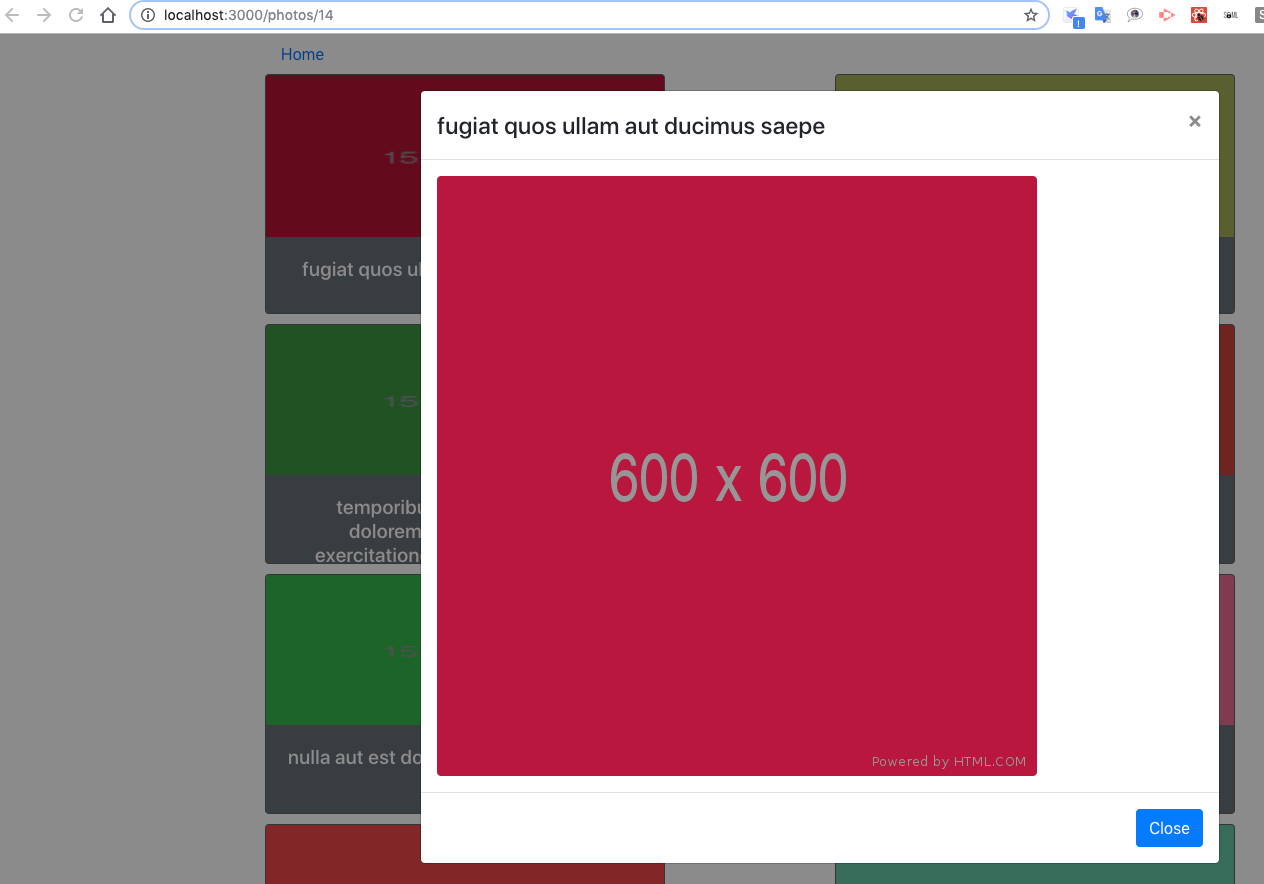 localhost:3000/photos/14
Home
fugiat quos ullam aut ducimus saepe
×
15
fugiat quos ul
600 x 600
15
temporibu
dolorem
exercitatione
15
nulla aut est do
Powered by HTML.COM
Close